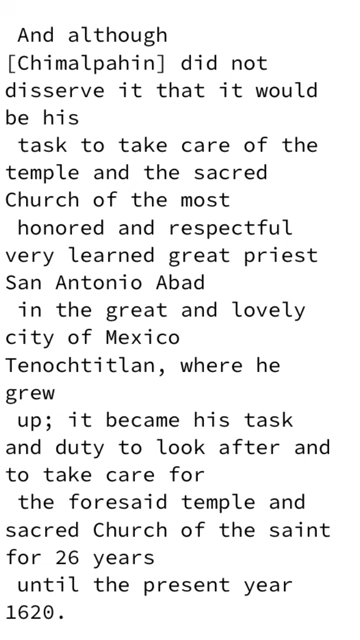 And although
[Chimalpahin] did not
disserve it that it would
be his
task to take care of the
temple and the sacred
Church of the most
honored and respectful
very learned great priest
San Antonio Abad
in the great and lovely
city of Mexico
Tenochtitlan, where he
grew
up; it became his task
and duty to look after and
to take care for
the foresaid temple and
sacred Church of the saint
for 26 years
until the present year
1620.